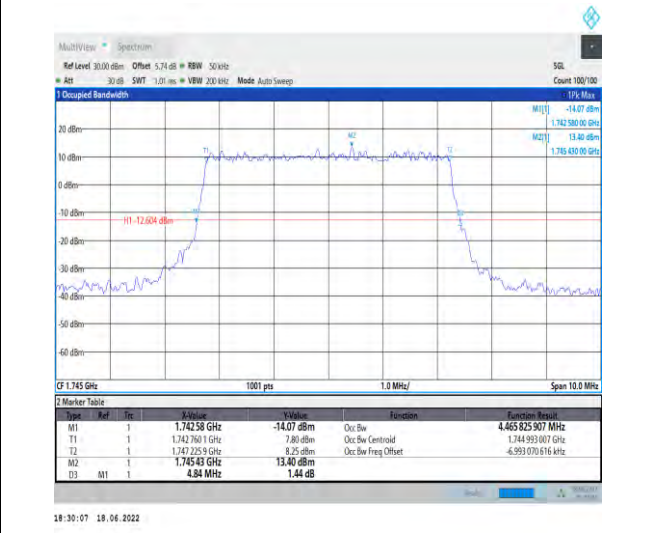 MultiView Spectrum
Ref Level 30.00 dBm Offset 5.74 dB RBW 50 kHz SGL
Att 30 dB SWT 1.01 ms VBW 200 kHz Mode Auto Sweep Count 100/100
1 Occupied Bandwidth 1Pk Max
M1[1] -14.07 dBm
1.742 580 00 GHz
M2[1] 13.40 dBm
1.745 430 00 GHz
20 dBm
M2
T1 T2
10 dBm
0 dBm
-10 dBm
H1 -12.604 dBm
-20 dBm
-30 dBm
-40 dBm
-50 dBm
-60 dBm
CF 1.745 GHz 1001 pts 1.0 MHz/ Span 10.0 MHz
2 Marker Table
Type Ref Trc X-Value Y-Value Function Function Result
M1 1 1.742 58 GHz -14.07 dBm Occ Bw 4.465 825 907 MHz
T1 1 1.742 760 1 GHz 7.80 dBm Occ Bw Centroid 1.744 993 007 GHz
T2 1 1.747 225 9 GHz 8.25 dBm Occ Bw Freq Offset -6.993 070 616 kHz
M2 1 1.745 43 GHz 13.40 dBm
D3 M1 1 4.84 MHz 1.44 dB
18:30:07 18.06.2022